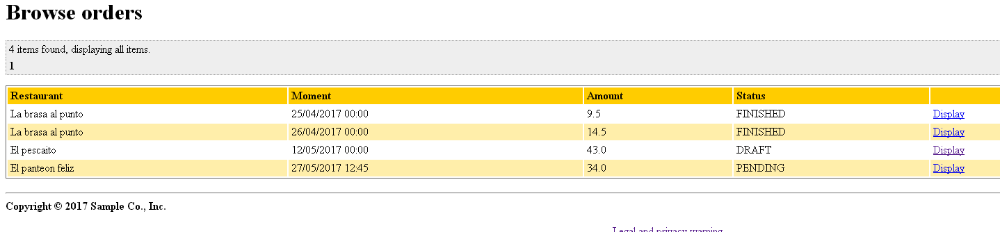 Browse orders
4 items found, displaying all items.
1
Restaurant Moment Amount Status
La brasa al punto 25/04/2017 00:00 9.5 FINISHED Display
La brasa al punto 26/04/2017 00:00 14.5 FINISHED Display
El pescaito 12/05/2017 00:00 43.0 DRAFT Display
El panteon feliz 27/05/2017 12:45 34.0 PENDING Display
Copyright © 2017 Sample Co., Inc.
Legal and privacy warning